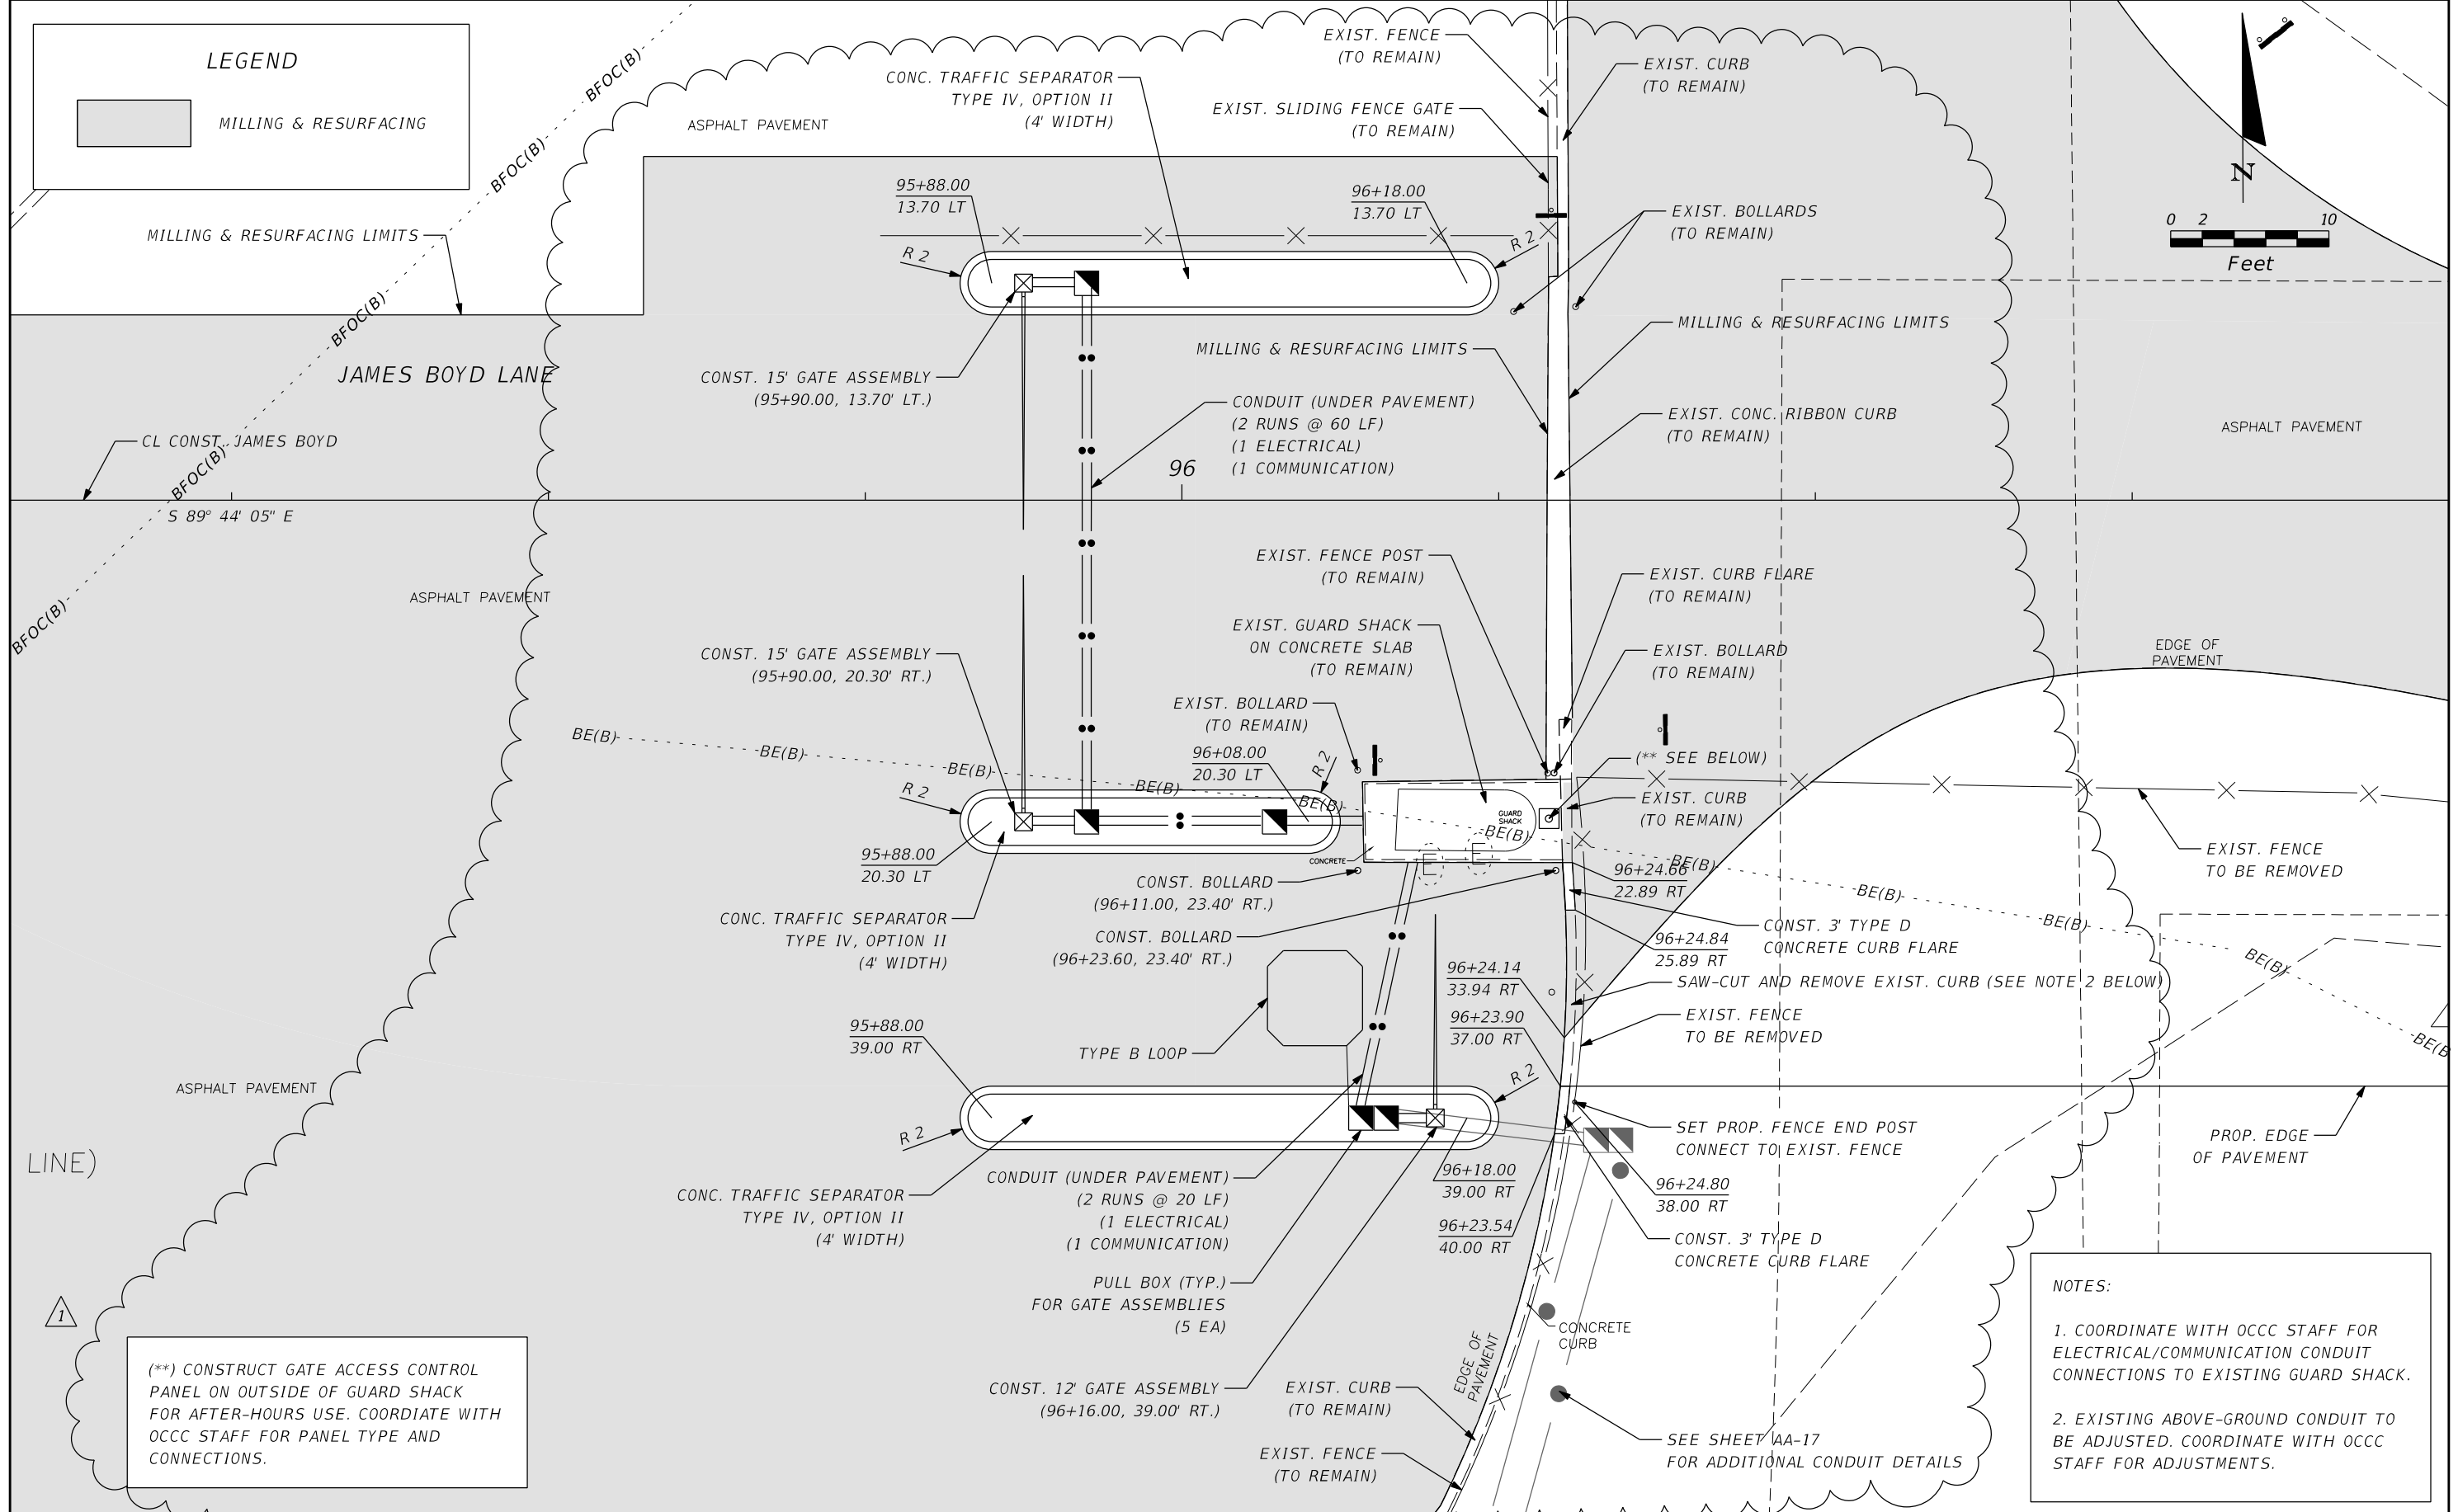 LEGEND
MILLING & RESURFACING
BFOC(B)
BFOC(B)
BFOC(B)
BFOC(B)
BFOC(B)
MILLING & RESURFACING LIMITS
ASPHALT PAVEMENT
CONC. TRAFFIC SEPARATOR
TYPE IV, OPTION II
(4' WIDTH)
EXIST. FENCE
(TO REMAIN)
EXIST. SLIDING FENCE GATE
(TO REMAIN)
EXIST. CURB
(TO REMAIN)
N
0 2 10
Feet
95+88.00
13.70 LT
96+18.00
13.70 LT
R 2
R 2
EXIST. BOLLARDS
(TO REMAIN)
MILLING & RESURFACING LIMITS
MILLING & RESURFACING LIMITS
JAMES BOYD LANE
CONST. 15' GATE ASSEMBLY
(95+90.00, 13.70' LT.)
CONDUIT (UNDER PAVEMENT)
(2 RUNS @ 60 LF)
(1 ELECTRICAL)
(1 COMMUNICATION)
EXIST. CONC. RIBBON CURB
(TO REMAIN)
ASPHALT PAVEMENT
CL CONST. JAMES BOYD
96
S 89° 44' 05" E
ASPHALT PAVEMENT
EXIST. FENCE POST
(TO REMAIN)
EXIST. CURB FLARE
(TO REMAIN)
EXIST. GUARD SHACK
ON CONCRETE SLAB
(TO REMAIN)
EXIST. BOLLARD
(TO REMAIN)
EDGE OF
PAVEMENT
CONST. 15' GATE ASSEMBLY
(95+90.00, 20.30' RT.)
EXIST. BOLLARD
(TO REMAIN)
96+08.00
20.30 LT
R 2
R 2
BE(B)
BE(B)
BE(B)
BE(B)
BE(B)
BE(B)
BE(B)
BE(B)
BE(B)
BE(B)
BE(B
(** SEE BELOW)
EXIST. CURB
(TO REMAIN)
GUARD
SHACK
CONCRETE
E
E
EXIST. FENCE
TO BE REMOVED
95+88.00
20.30 LT
CONST. BOLLARD
(96+11.00, 23.40' RT.)
96+24.66
22.89 RT
CONC. TRAFFIC SEPARATOR
TYPE IV, OPTION II
(4' WIDTH)
CONST. BOLLARD
(96+23.60, 23.40' RT.)
CONST. 3' TYPE D
CONCRETE CURB FLARE
96+24.84
25.89 RT
96+24.14
33.94 RT
SAW-CUT AND REMOVE EXIST. CURB (SEE NOTE 2 BELOW)
96+23.90
37.00 RT
EXIST. FENCE
TO BE REMOVED
95+88.00
39.00 RT
TYPE B LOOP
ASPHALT PAVEMENT
R 2
R 2
SET PROP. FENCE END POST
CONNECT TO EXIST. FENCE
PROP. EDGE
OF PAVEMENT
LINE)
CONDUIT (UNDER PAVEMENT)
(2 RUNS @ 20 LF)
(1 ELECTRICAL)
(1 COMMUNICATION)
96+18.00
39.00 RT
96+24.80
38.00 RT
CONC. TRAFFIC SEPARATOR
TYPE IV, OPTION II
(4' WIDTH)
96+23.54
40.00 RT
CONST. 3' TYPE D
CONCRETE CURB FLARE
PULL BOX (TYP.)
FOR GATE ASSEMBLIES
(5 EA)
1
CONCRETE
CURB
EDGE OF
PAVEMENT
CONST. 12' GATE ASSEMBLY
(96+16.00, 39.00' RT.)
EXIST. CURB
(TO REMAIN)
EXIST. FENCE
(TO REMAIN)
SEE SHEET AA-17
FOR ADDITIONAL CONDUIT DETAILS
(**) CONSTRUCT GATE ACCESS CONTROL
PANEL ON OUTSIDE OF GUARD SHACK
FOR AFTER-HOURS USE. COORDIATE WITH
OCCC STAFF FOR PANEL TYPE AND
CONNECTIONS.
NOTES:
1. COORDINATE WITH OCCC STAFF FOR
ELECTRICAL/COMMUNICATION CONDUIT
CONNECTIONS TO EXISTING GUARD SHACK.
2. EXISTING ABOVE-GROUND CONDUIT TO
BE ADJUSTED. COORDINATE WITH OCCC
STAFF FOR ADJUSTMENTS.